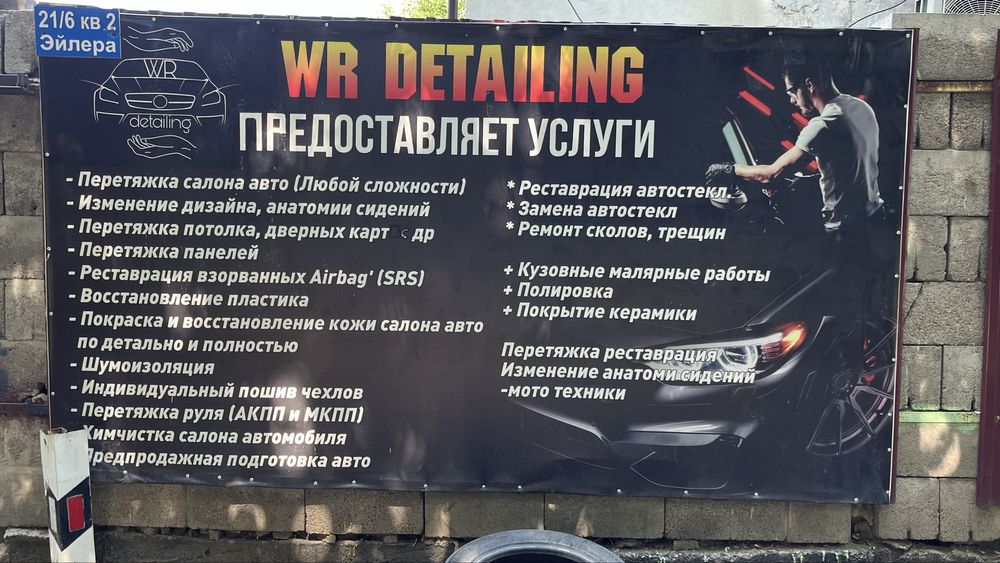 21/6 кв.2
Эйлера
WR
detailing
WR DETAILING
ПРЕДОСТАВЛЯЕТ УСЛУГИ
- Перетяжка салона авто (Любой сложности)
- Изменение дизайна, анатомии сидений
- Перетяжка потолка, дверных карт др
- Перетяжка панелей
- Реставрация взорванных Airbag' (SRS)
- Восстановление пластика
- Покраска и восстановление кожи салона авто
по детально и полностью
- Шумоизоляция
- Индивидуальный пошив чехлов
- Перетяжка руля (АКПП и МКПП)
Химчистка салона автомобиля
Предпродажная подготовка авто
* Реставрация автостекл.
* Замена автостекл
* Ремонт сколов, трещин
+ Кузовные малярные работы
+ Полировка
+ Покрытие керамики
Перетяжка реставрация
Изменение анатоми сидений
-мото техники